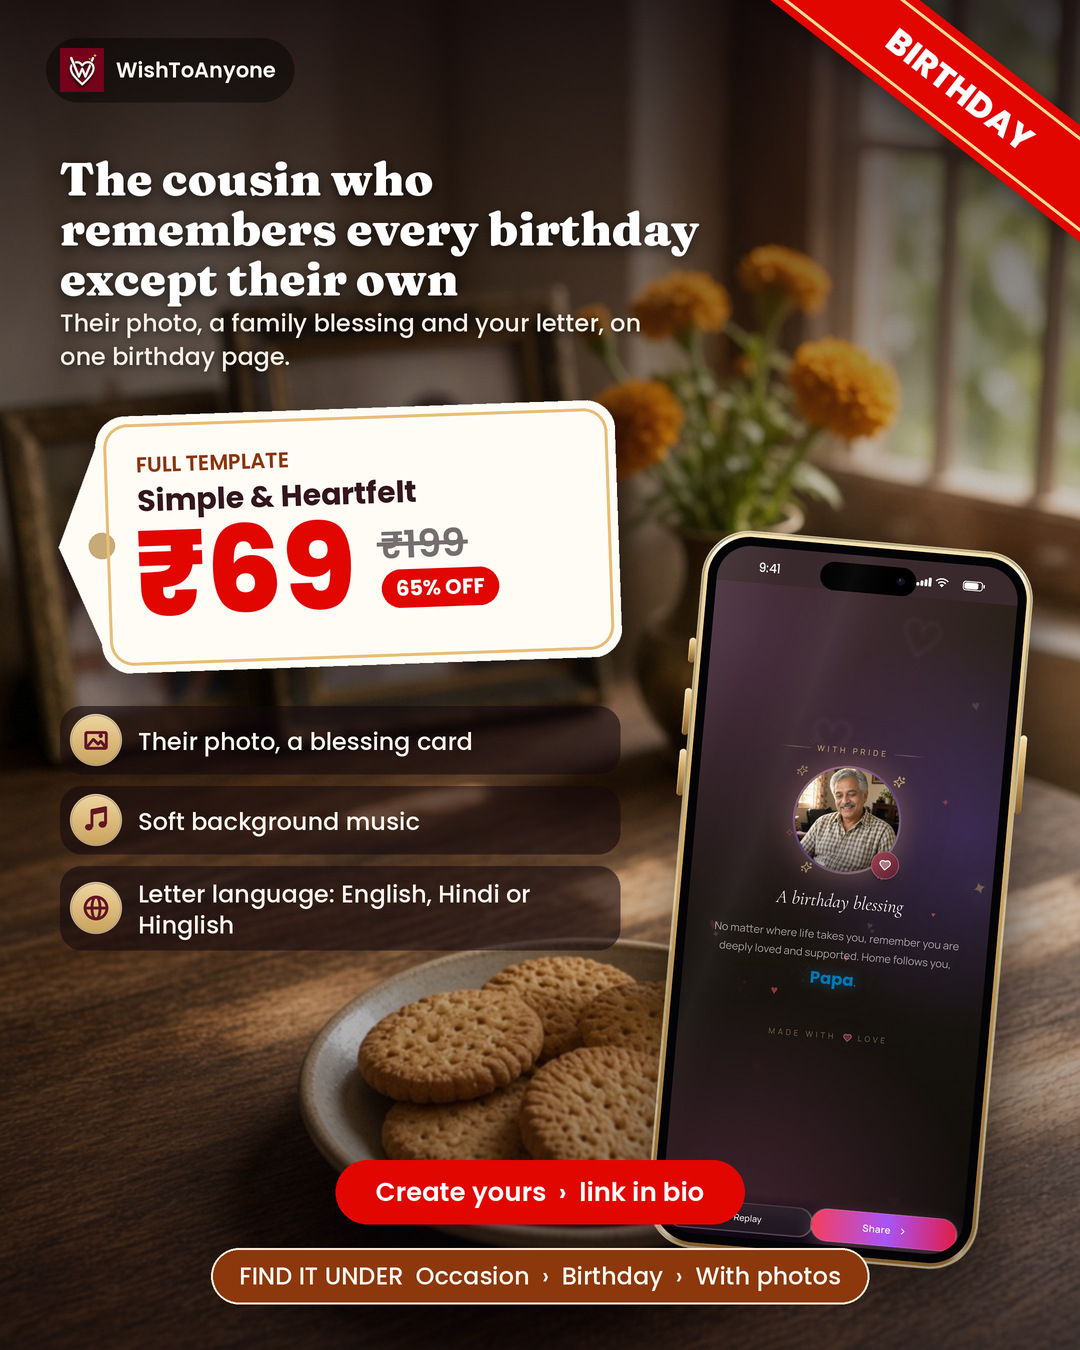 WishToAnyone
BIRTHDAY
The cousin who
remembers every birthday
except their own
Their photo, a family blessing and your letter, on
one birthday page.
FULL TEMPLATE
Simple & Heartfelt
₹69
₹199
65% OFF
Their photo, a blessing card
Soft background music
Letter language: English, Hindi or
Hinglish
9:41
WITH PRIDE
A birthday blessing
No matter where life takes you, remember you are
deeply loved and supported. Home follows you,
Papa.
MADE WITH LOVE
Replay
Share ›
Create yours › link in bio
FIND IT UNDER Occasion › Birthday › With photos